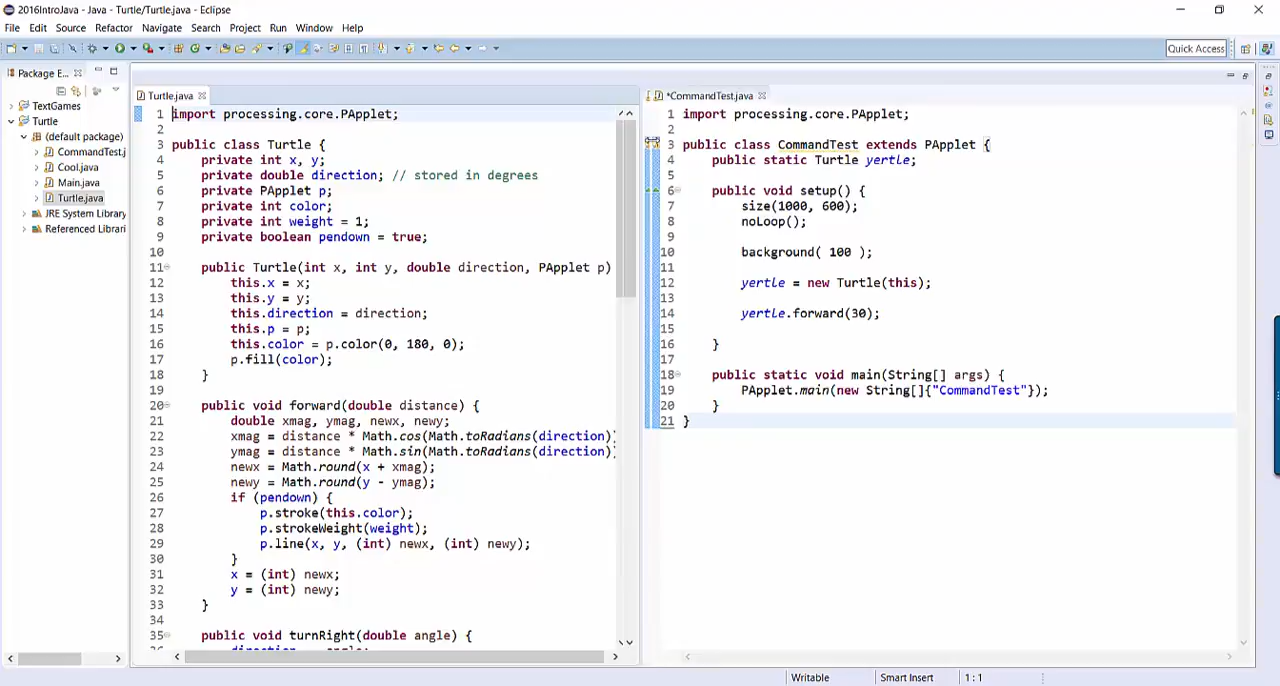 2016IntroJava - Java - Turtle/Turtle.java - Eclipse
File Edit Source Refactor Navigate Search Project Run Window Help
Quick Access
Package E...
TextGames
Turtle
(default package)
CommandTest.j
Cool.java
Main.java
Turtle.java
JRE System Library
Referenced Librari
Turtle.java
1 import processing.core.PApplet;
2
3 public class Turtle {
4 private int x, y;
5 private double direction; // stored in degrees
6 private PApplet p;
7 private int color;
8 private int weight = 1;
9 private boolean pendown = true;
10
11 public Turtle(int x, int y, double direction, PApplet p)
12 this.x = x;
13 this.y = y;
14 this.direction = direction;
15 this.p = p;
16 this.color = p.color(0, 180, 0);
17 p.fill(color);
18 }
19
20 public void forward(double distance) {
21 double xmag, ymag, newx, newy;
22 xmag = distance * Math.cos(Math.toRadians(direction)
23 ymag = distance * Math.sin(Math.toRadians(direction)
24 newx = Math.round(x + xmag);
25 newy = Math.round(y - ymag);
26 if (pendown) {
27 p.stroke(this.color);
28 p.strokeWeight(weight);
29 p.line(x, y, (int) newx, (int) newy);
30 }
31 x = (int) newx;
32 y = (int) newy;
33 }
34
35 public void turnRight(double angle) {
*CommandTest.java
1 import processing.core.PApplet;
2
3 public class CommandTest extends PApplet {
4 public static Turtle yertle;
5
6 public void setup() {
7 size(1000, 600);
8 noLoop();
9
10 background( 100 );
11
12 yertle = new Turtle(this);
13
14 yertle.forward(30);
15
16 }
17
18 public static void main(String[] args) {
19 PApplet.main(new String[]{"CommandTest"});
20 }
21 }
Writable Smart Insert 1 : 1